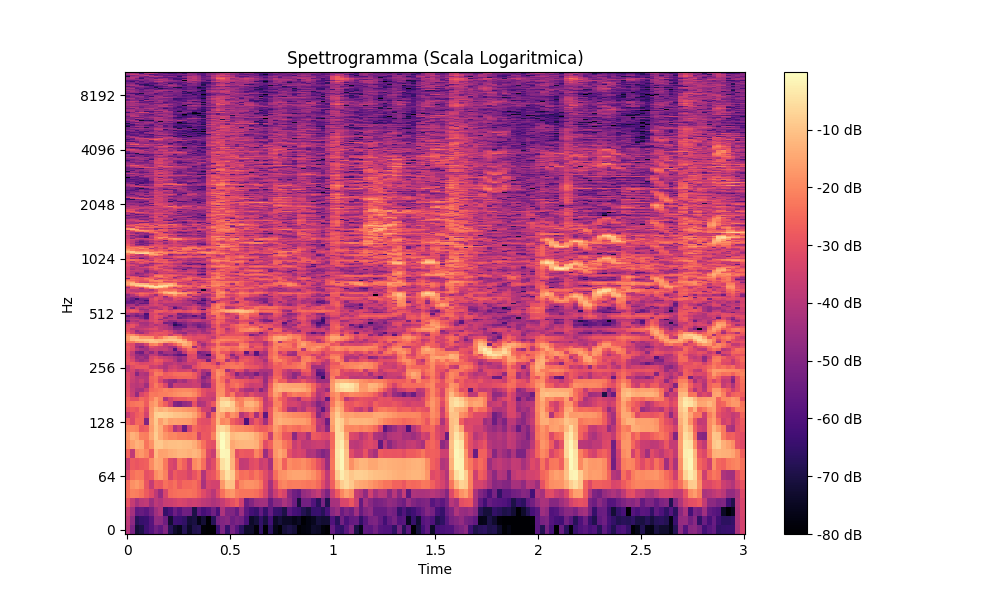 Spettrogramma (Scala Logaritmica)
Hz
8192
4096
2048
1024
512
256
128
64
0
0 0.5 1 1.5 2 2.5 3
Time
-10 dB
-20 dB
-30 dB
-40 dB
-50 dB
-60 dB
-70 dB
-80 dB